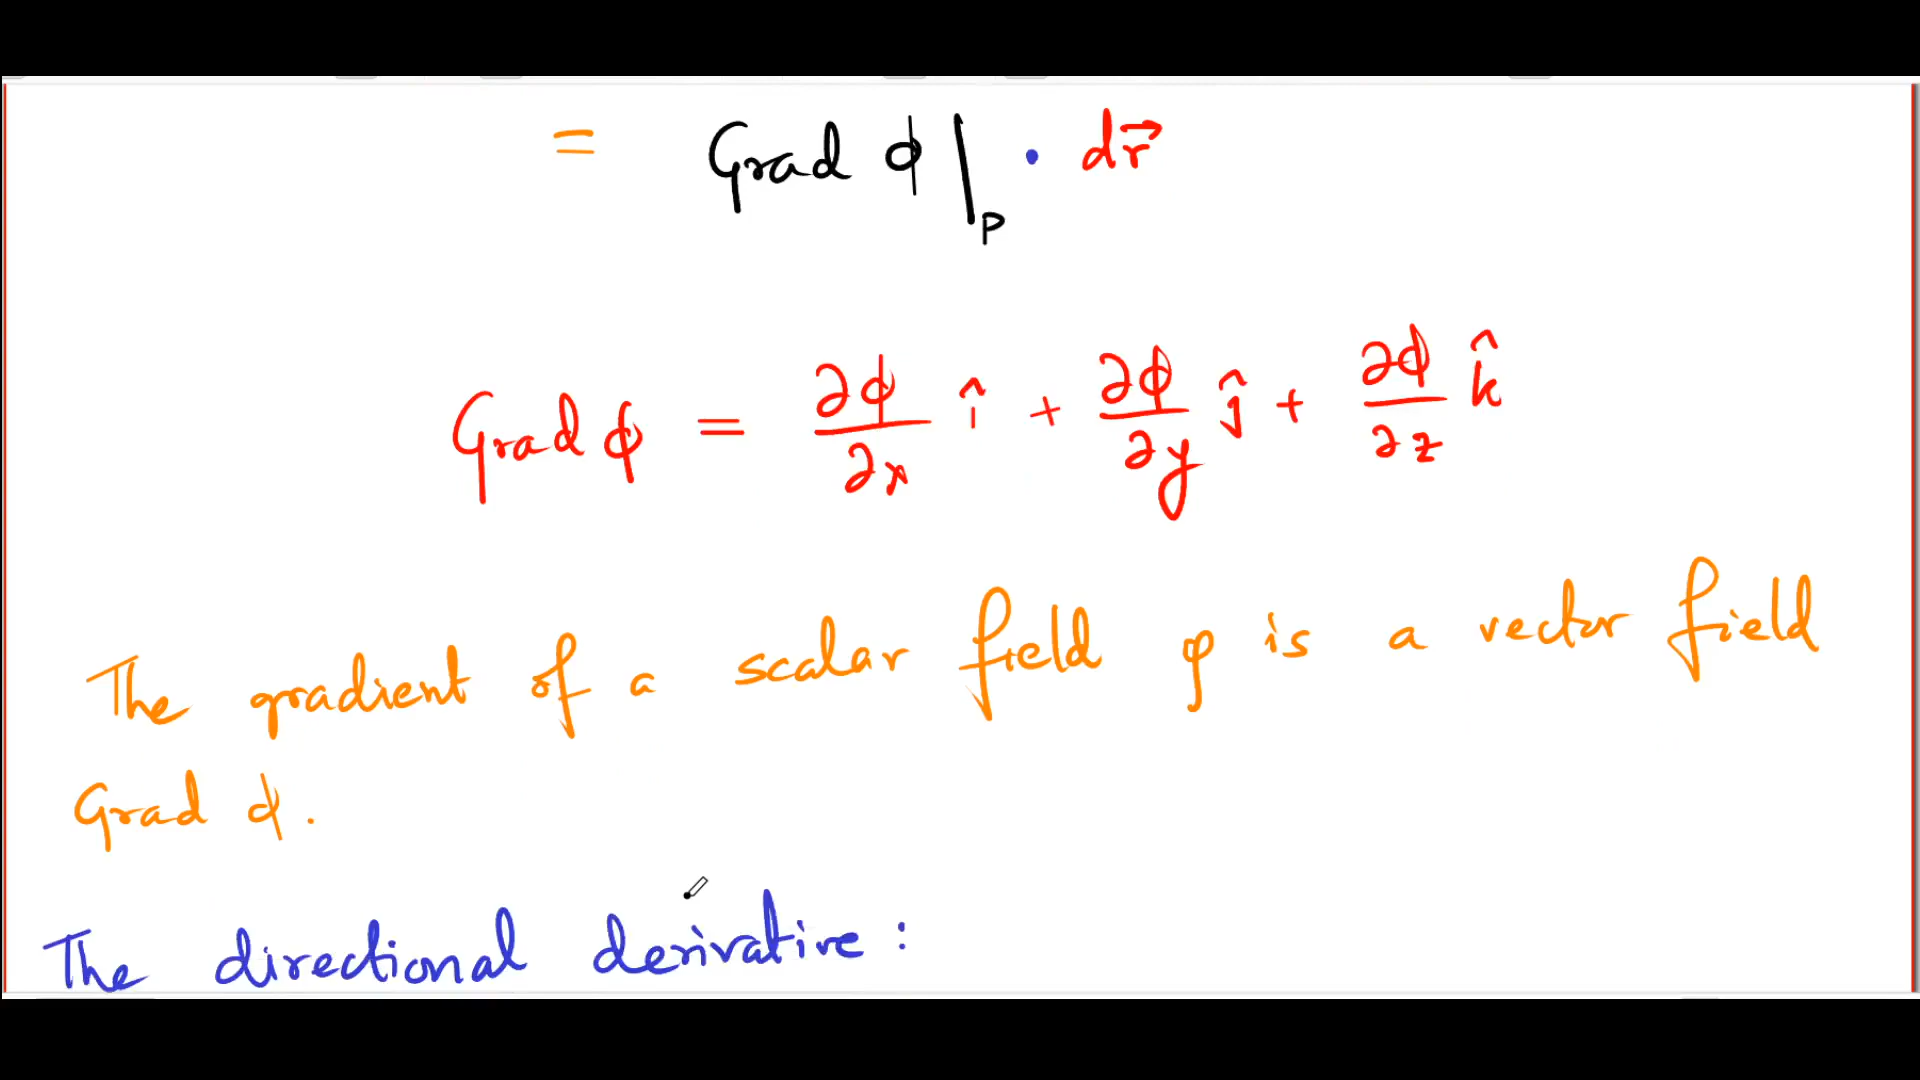 = Grad ϕ |ₚ · dr⃗
Grad ϕ = ∂ϕ/∂x î + ∂ϕ/∂y ĵ + ∂ϕ/∂z k̂
The gradient of a scalar field φ is a vector field
Grad ϕ.
The directional derivative: